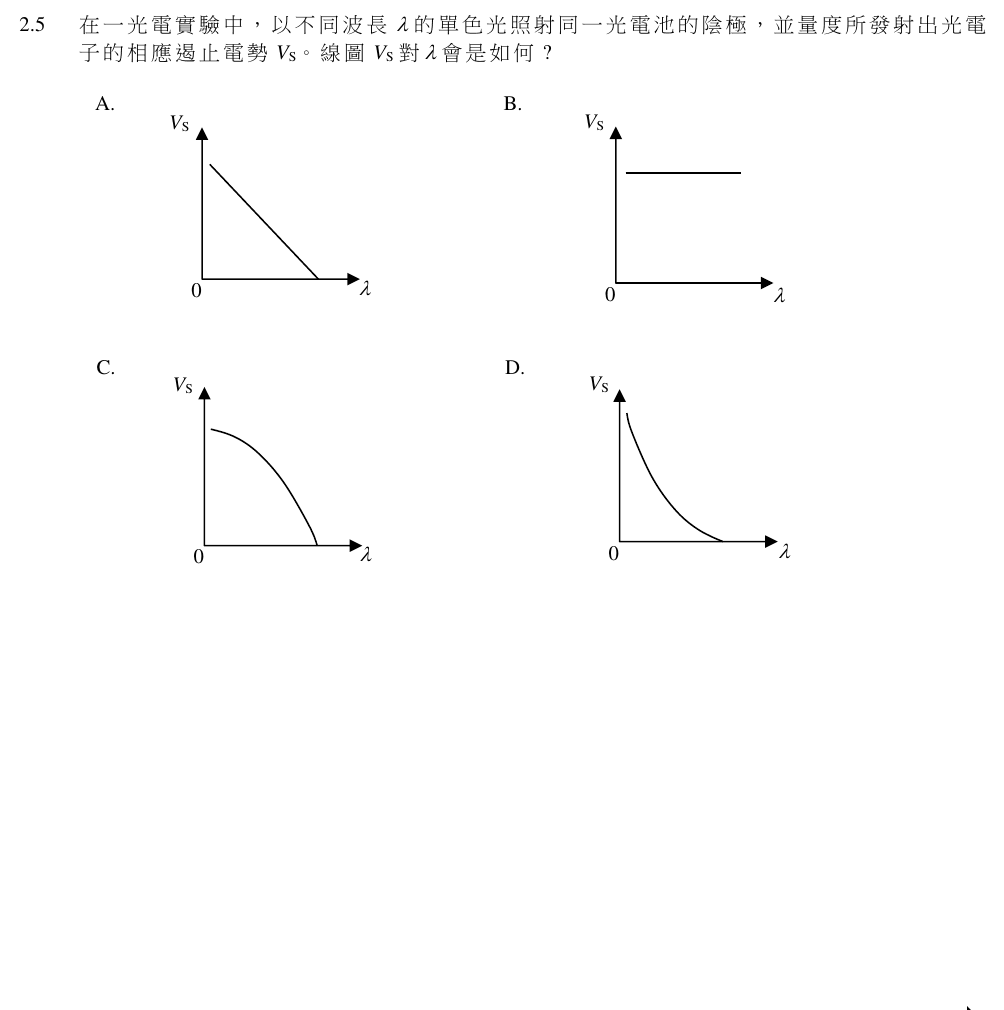 2.5 在一光電實驗中，以不同波長 λ 的單色光照射同一光電池的陰極，並量度所發射出光電
子的相應遏止電勢 Vs。線圖 Vs 對 λ 會是如何？
A. B.
Vs Vs
0 λ 0 λ
C. D.
Vs Vs
0 λ 0 λ